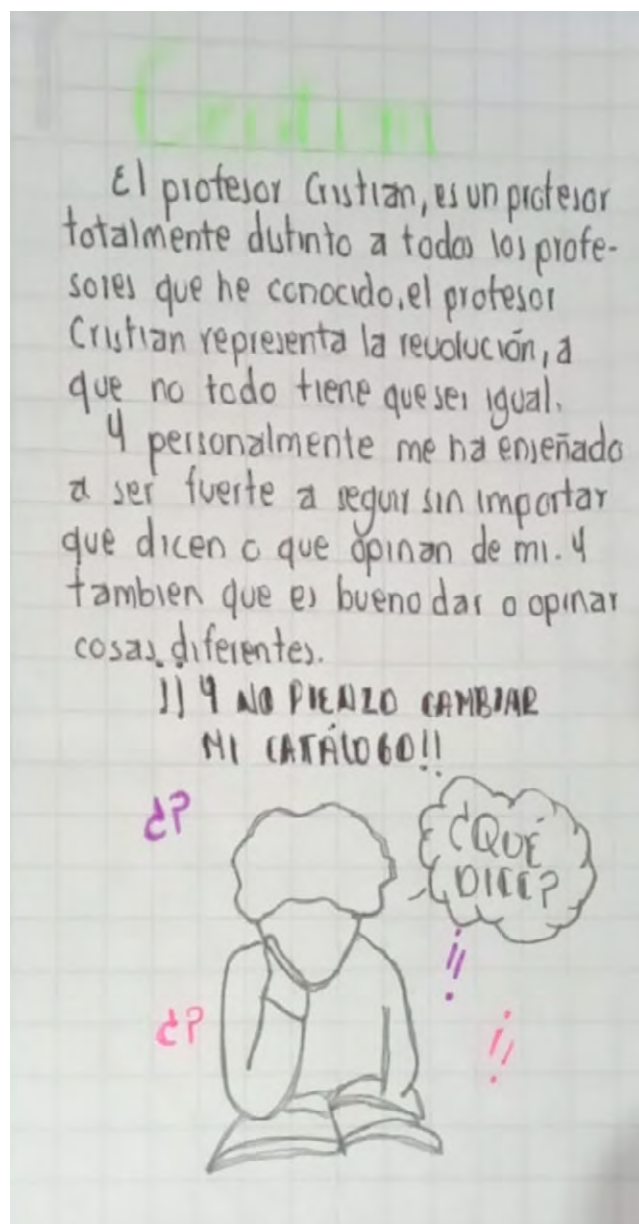 Cristian
El profesor Cristian, es un profesor
totalmente distinto a todos los profe-
sores que he conocido, el profesor
Cristian representa la revolución, a
que no todo tiene que ser igual.
Y personalmente me ha enseñado
a ser fuerte a seguir sin importar
que dicen o que opinan de mi. Y
tambien que es bueno dar o opinar
cosas diferentes.
¡¡ Y NO PIENZO CAMBIAR
MI CATÁLOGO!!
¿?
¿QUÉ
DICE?
¡¡
¿?
¡¡